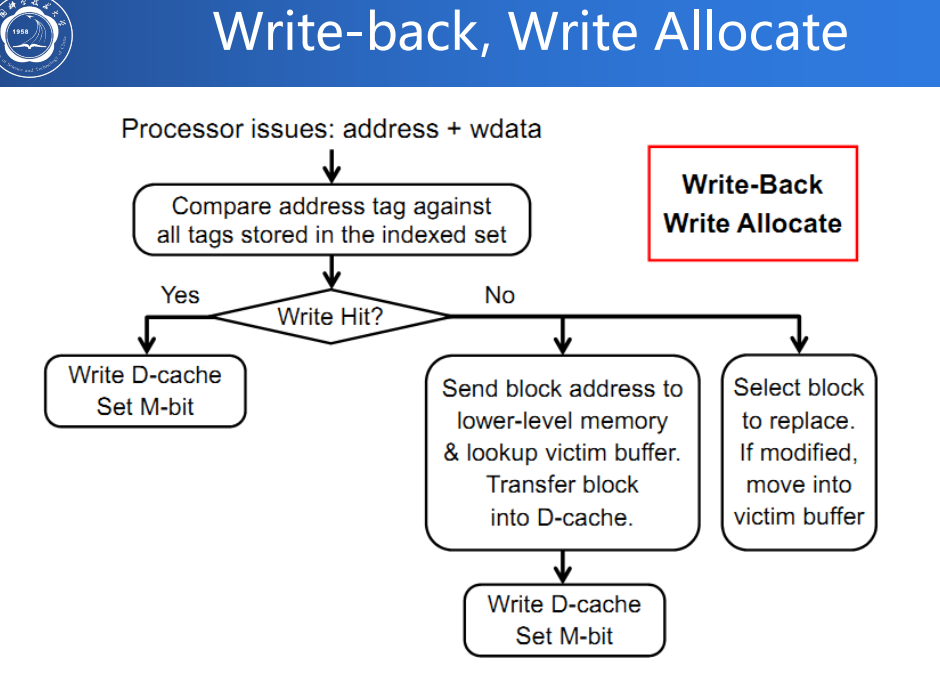 Write-back, Write Allocate
1958
Processor issues: address + wdata
Write-Back
Write Allocate
Compare address tag against
all tags stored in the indexed set
Yes
No
Write Hit?
Write D-cache
Set M-bit
Send block address to
lower-level memory
& lookup victim buffer.
Transfer block
into D-cache.
Select block
to replace.
If modified,
move into
victim buffer
Write D-cache
Set M-bit